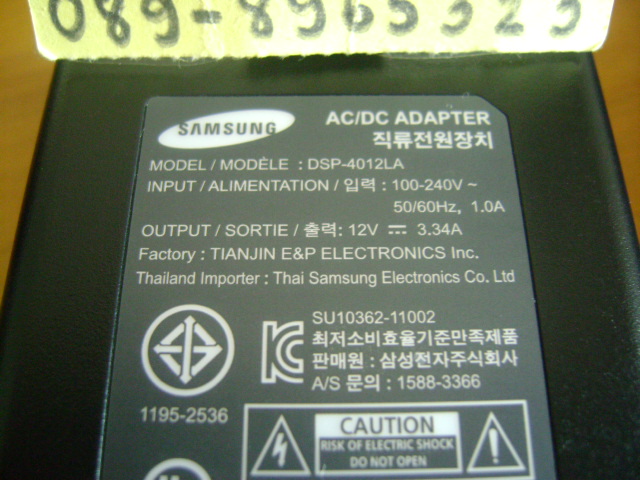 089-8965323
SAMSUNG
AC/DC ADAPTER
직류전원장치
MODEL / MODÈLE : DSP-4012LA
INPUT / ALIMENTATION / 입력 : 100-240V ~
50/60Hz, 1.0A
OUTPUT / SORTIE / 출력: 12V ⎓ 3.34A
Factory : TIANJIN E&P ELECTRONICS Inc.
Thailand Importer : Thai Samsung Electronics Co. Ltd
SU10362-11002
최저소비효율기준만족제품
판매원 : 삼성전자주식회사
A/S 문의 : 1588-3366
1195-2536
CAUTION
RISK OF ELECTRIC SHOCK
DO NOT OPEN